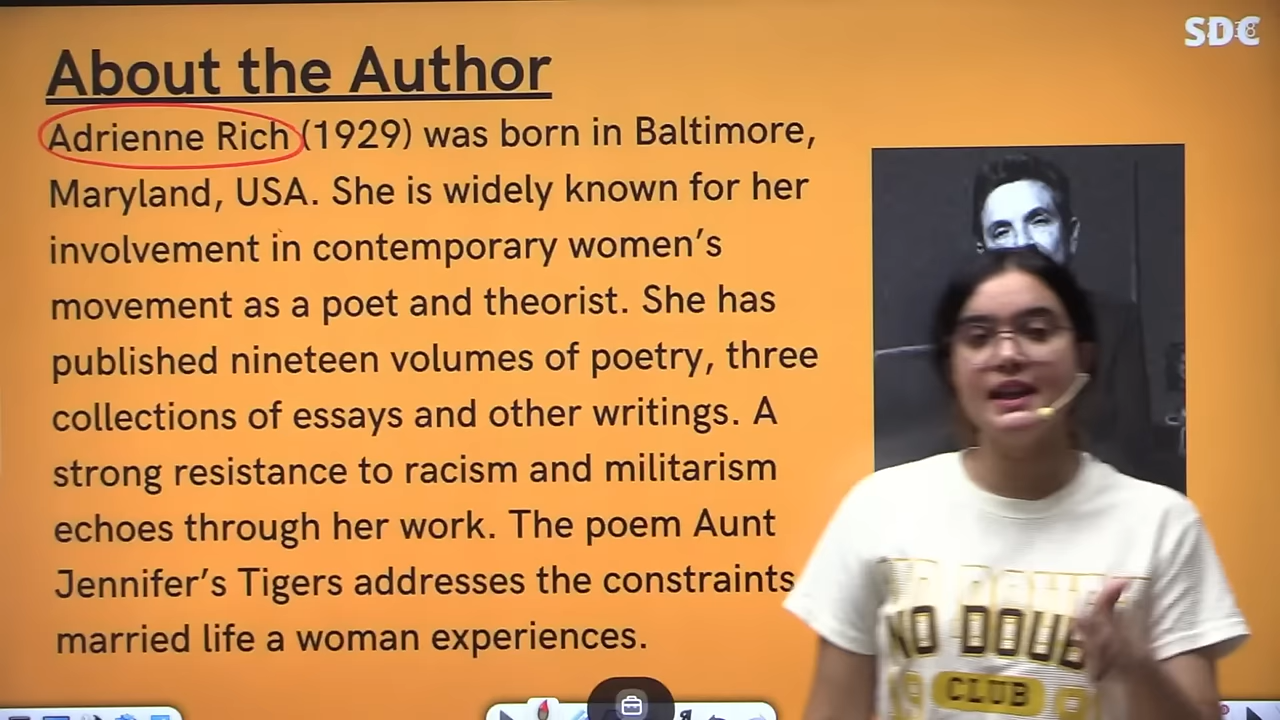 SDC
About the Author
Adrienne Rich (1929) was born in Baltimore,
Maryland, USA. She is widely known for her
involvement in contemporary women's
movement as a poet and theorist. She has
published nineteen volumes of poetry, three
collections of essays and other writings. A
strong resistance to racism and militarism
echoes through her work. The poem Aunt
Jennifer's Tigers addresses the constraints
married life a woman experiences.
NO DOUBT
CLUB